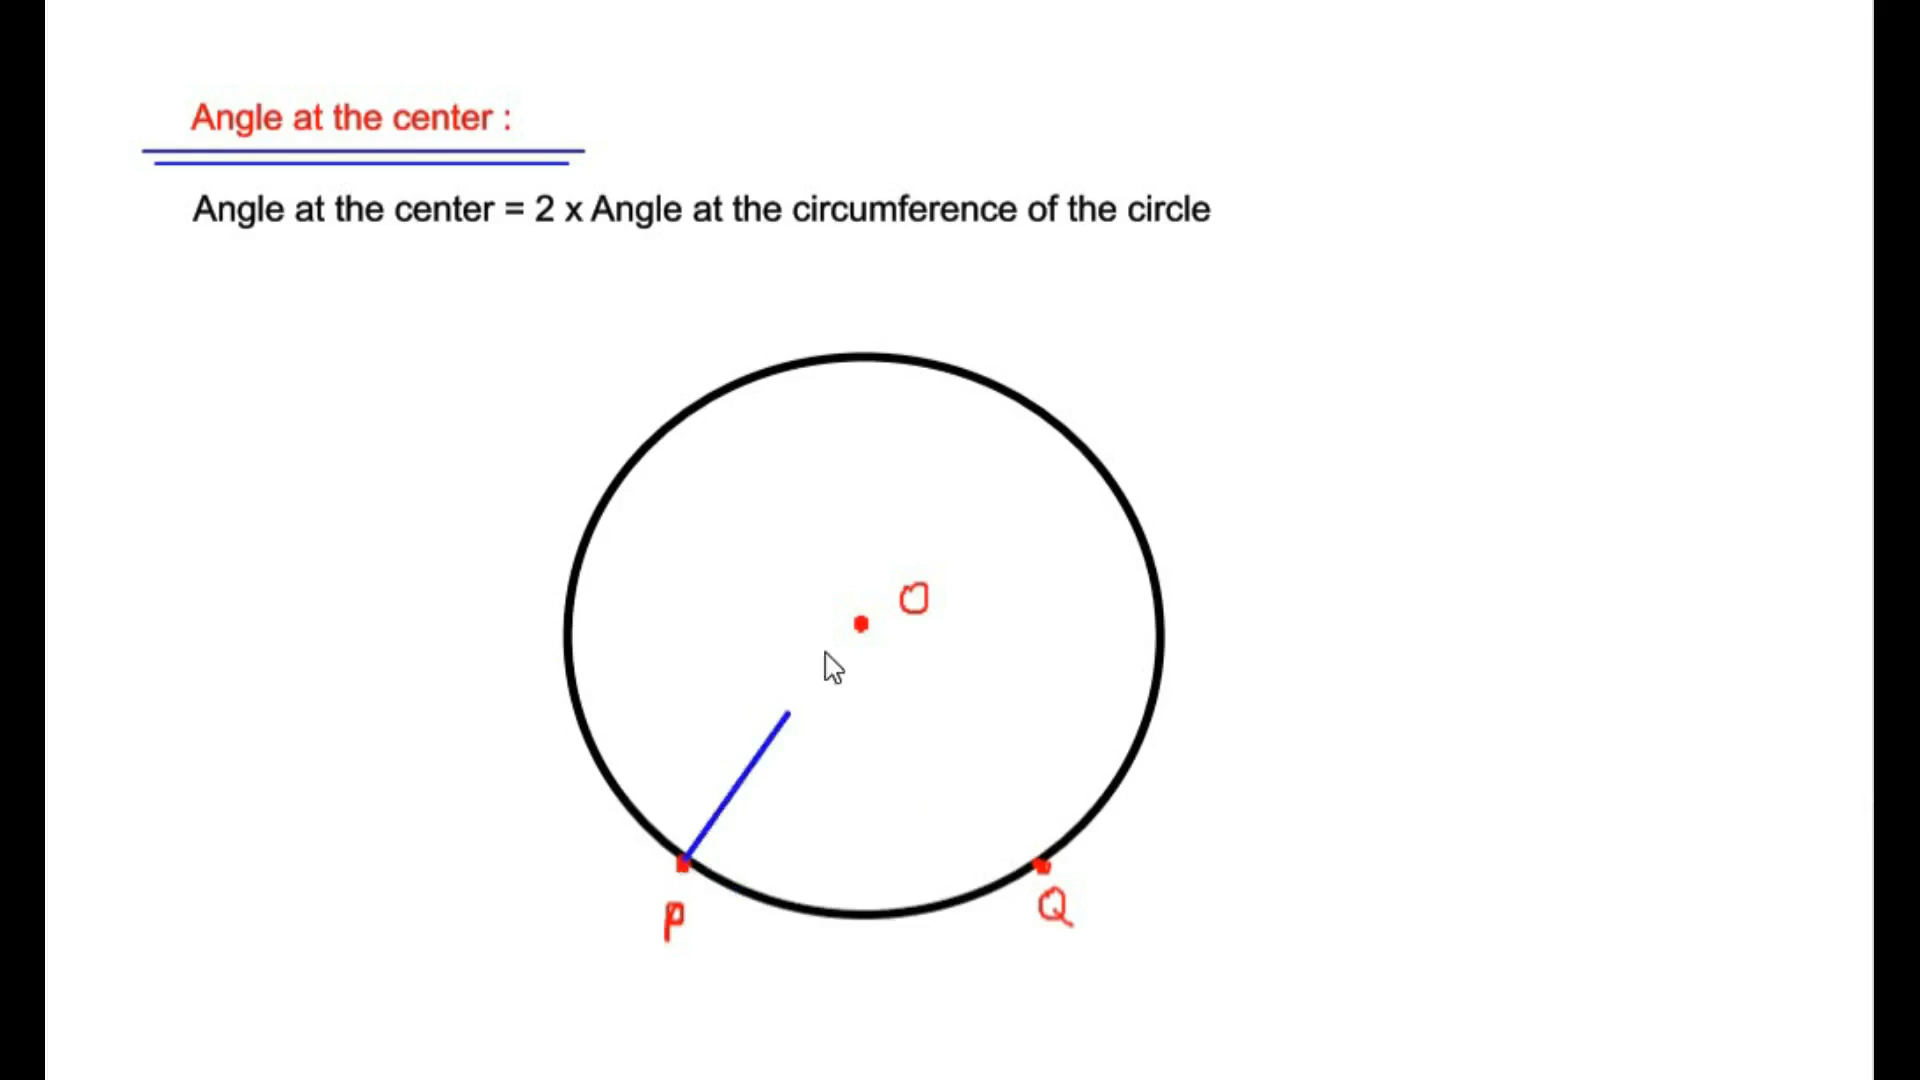 Angle at the center :
Angle at the center = 2 x Angle at the circumference of the circle
O
P
Q